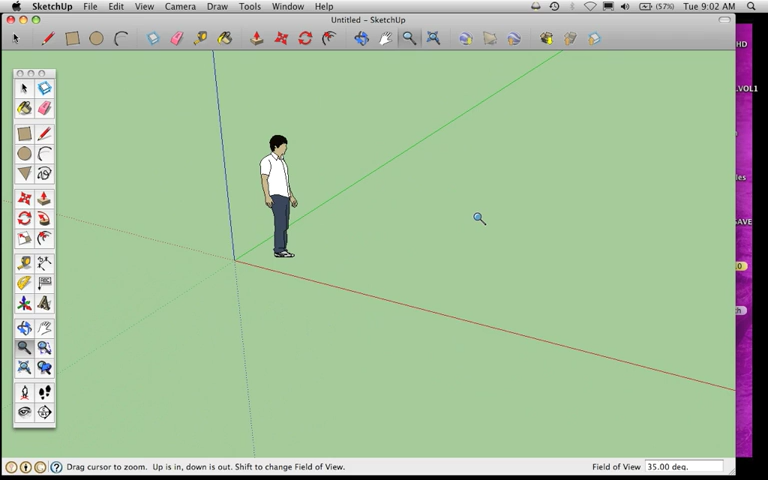 SketchUp File Edit View Camera Draw Tools Window Help (57%) Tue 9:02 AM
Untitled – SketchUp
HD
.VOL1
les
SAVE
Drag cursor to zoom. Up is in, down is out. Shift to change Field of View. Field of View 35.00 deg.